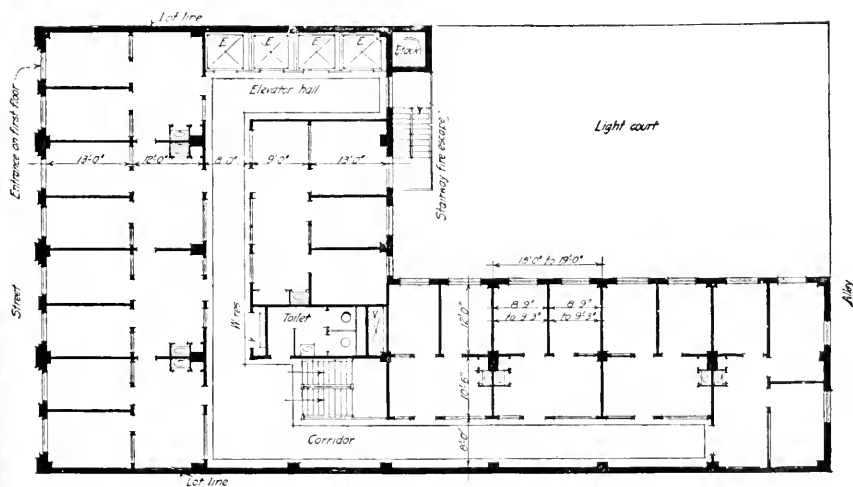 Lot line
E
E
E
E
Stack
Elevator hall
Entrance on first floor
Light court
Stairway fire escape
13'-0"
12'-0"
8'-0"
9'-0"
13'-0"
18'-0" to 19'-0"
8'-9"
8'-9"
to 9'-3"
to 9'-3"
12'-0"
Street
Alley
Wires
Toilet
V
10'-6"
Corridor
8'-0"
Lot line